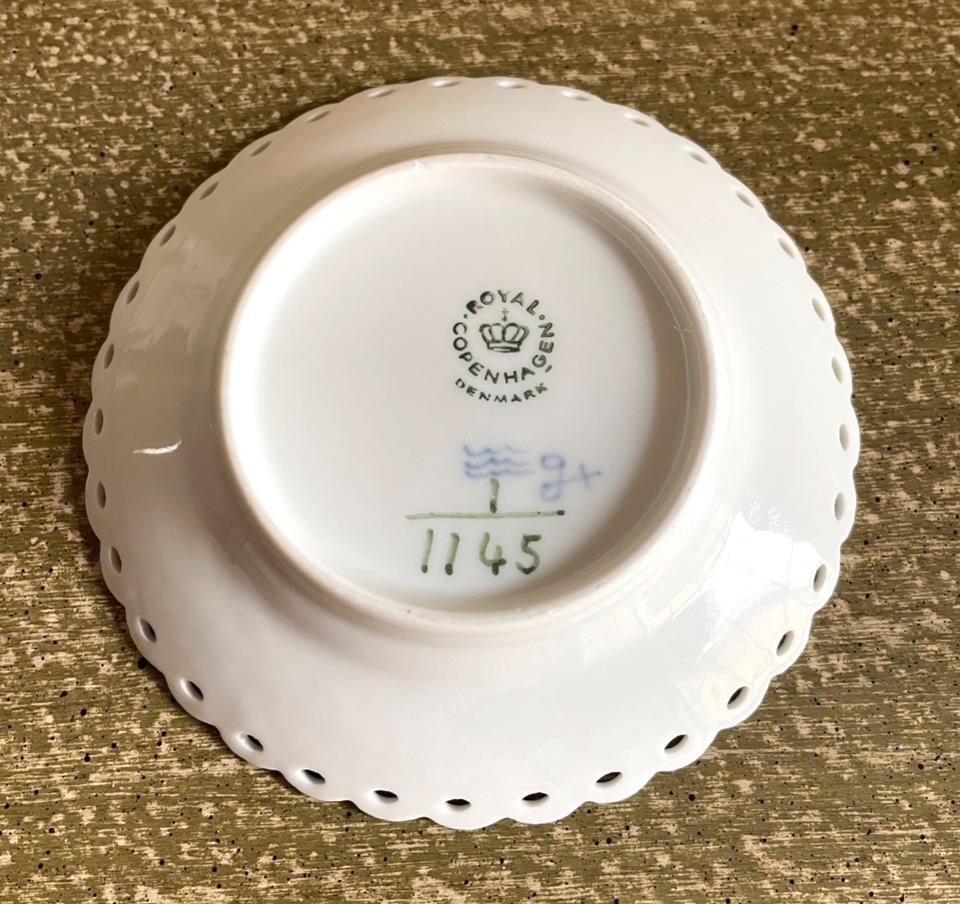 ROYAL
COPENHAGEN
DENMARK
1
1145